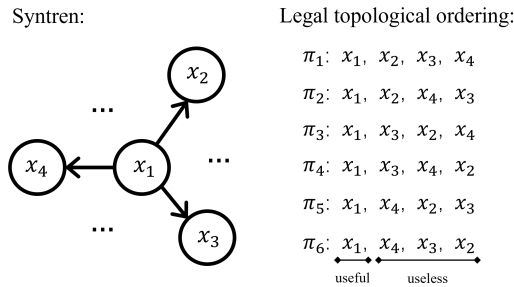 Syntren:
Legal topological ordering:
x₂
...
x₄
x₁
...
x₃
...
π₁: x₁, x₂, x₃, x₄
π₂: x₁, x₂, x₄, x₃
π₃: x₁, x₃, x₂, x₄
π₄: x₁, x₃, x₄, x₂
π₅: x₁, x₄, x₂, x₃
π₆: x₁, x₄, x₃, x₂
useful
useless